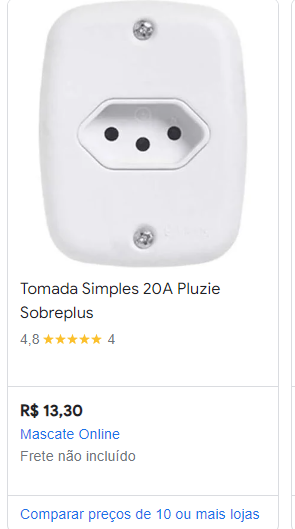 Tomada Simples 20A Pluzie
Sobreplus
4,8 ★★★★★ 4
R$ 13,30
Mascate Online
Frete não incluído
Comparar preços de 10 ou mais lojas